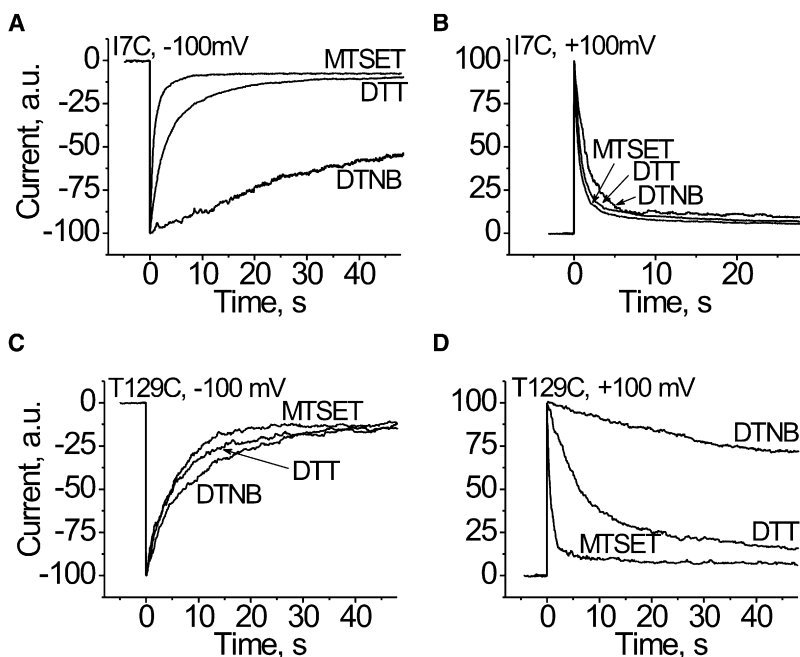 A
I7C, -100mV
Current, a.u.
0
-25
-50
-75
-100
MTSET
DTT
DTNB
0 10 20 30 40
Time, s
B
I7C, +100mV
100
75
50
25
0
MTSET
DTT
DTNB
0 10 20
Time, s
C
T129C, -100 mV
Current, a.u.
0
-25
-50
-75
-100
MTSET
DTT
DTNB
0 10 20 30 40
Time, s
D
T129C, +100 mV
100
75
50
25
0
DTNB
DTT
MTSET
0 10 20 30 40
Time, s